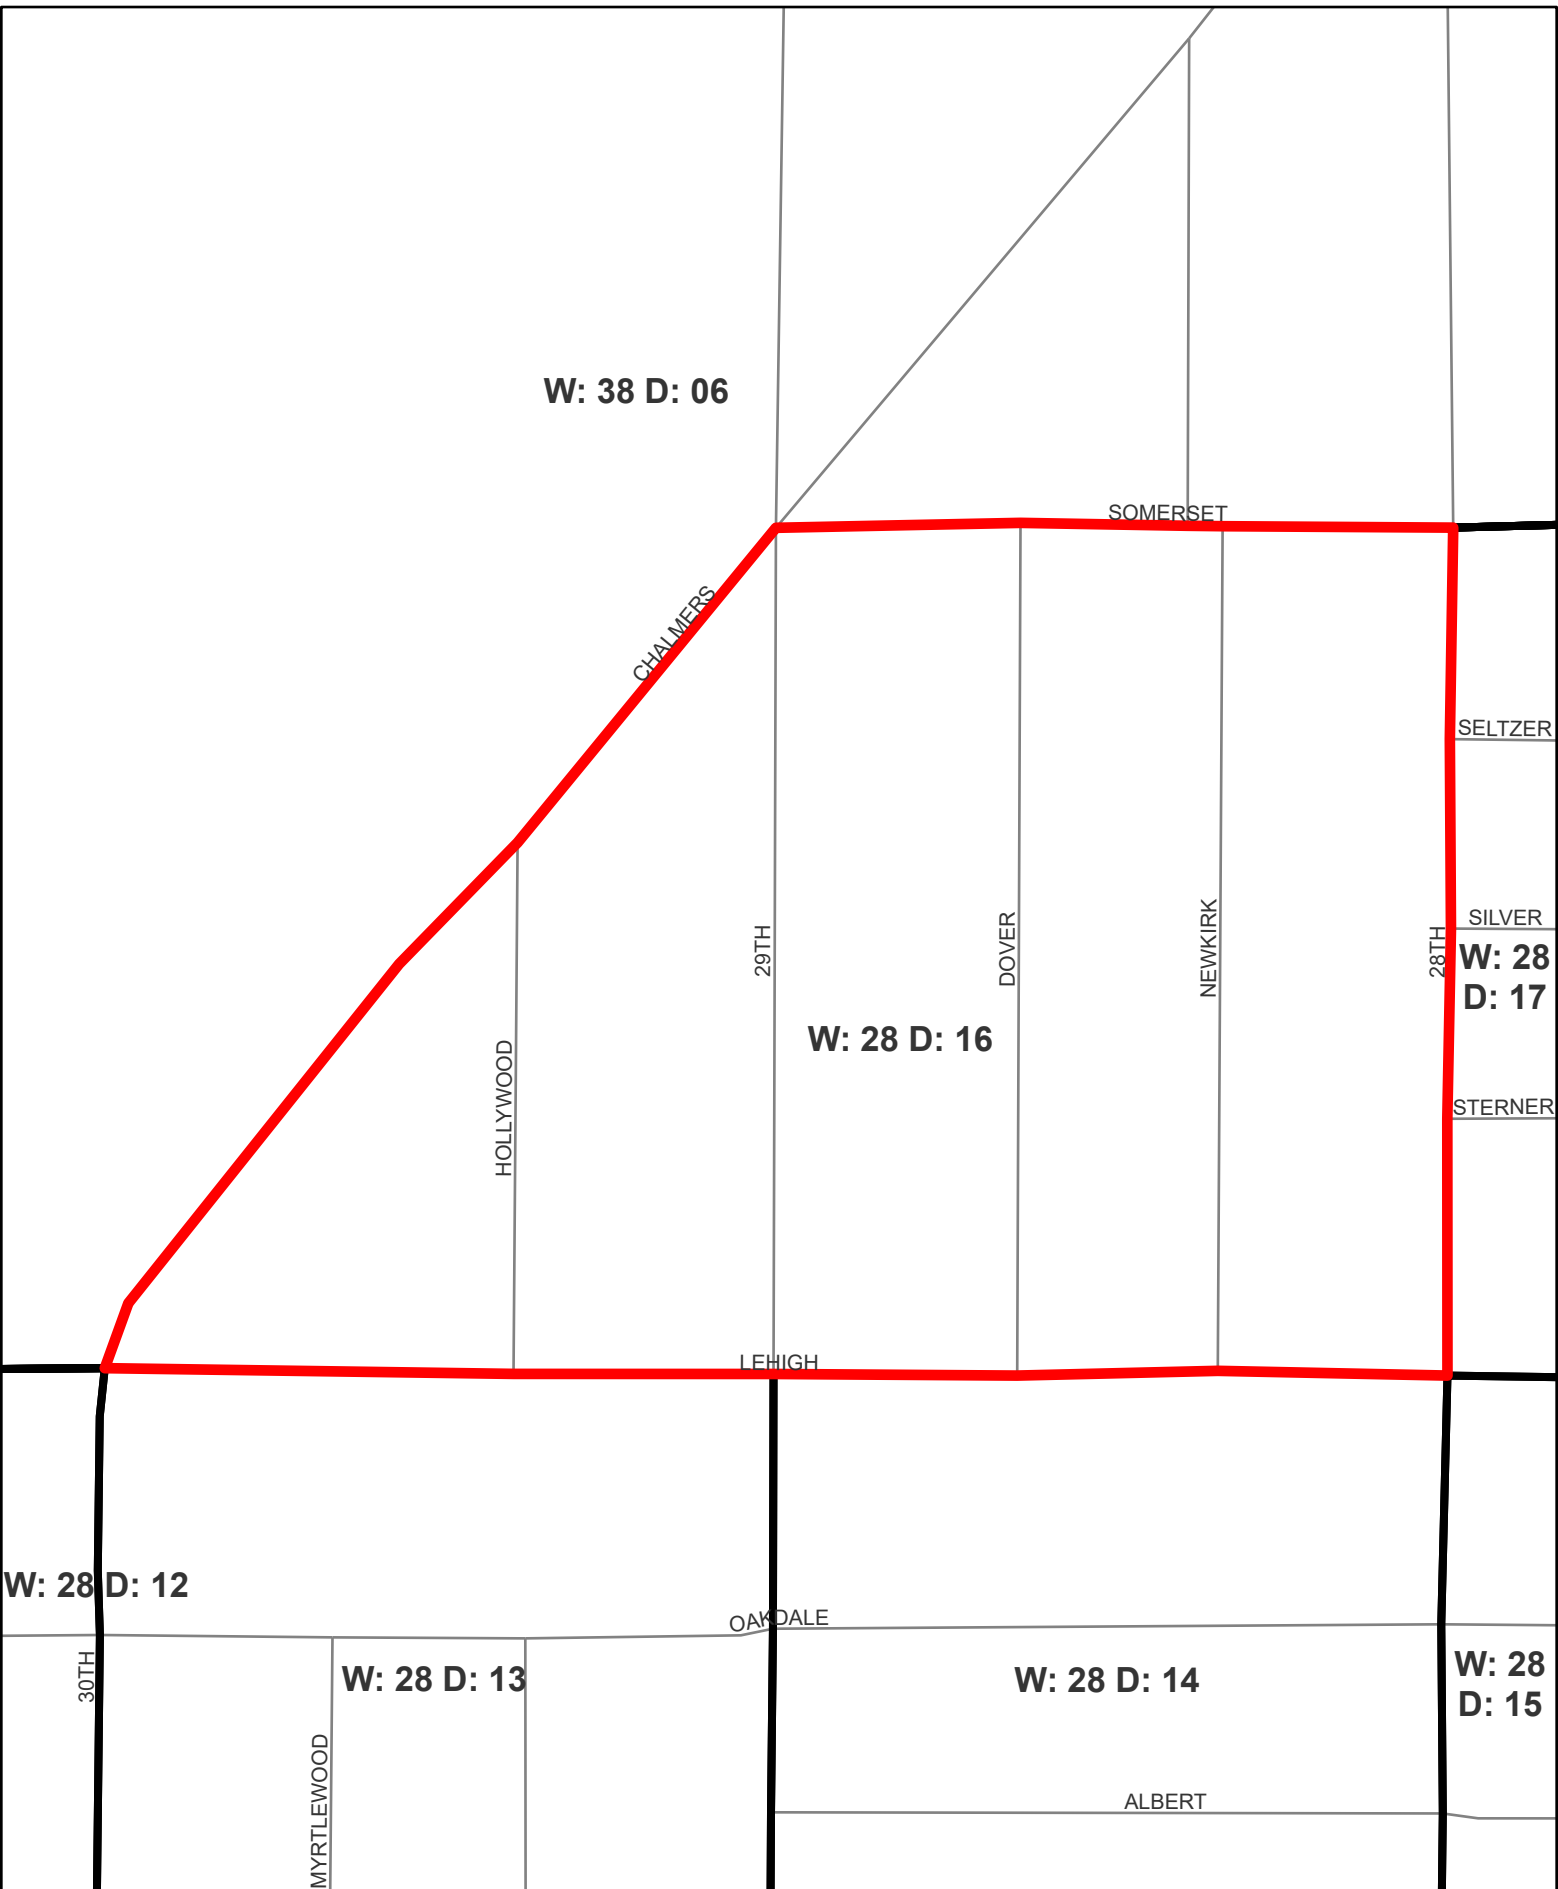 W: 38 D: 06
SOMERSET
CHALMERS
SELTZER
SILVER
29TH
DOVER
NEWKIRK
28TH
W: 28
D: 17
W: 28 D: 16
HOLLYWOOD
STERNER
LEHIGH
W: 28 D: 12
OAKDALE
30TH
W: 28 D: 13
W: 28 D: 14
W: 28
D: 15
MYRTLEWOOD
ALBERT